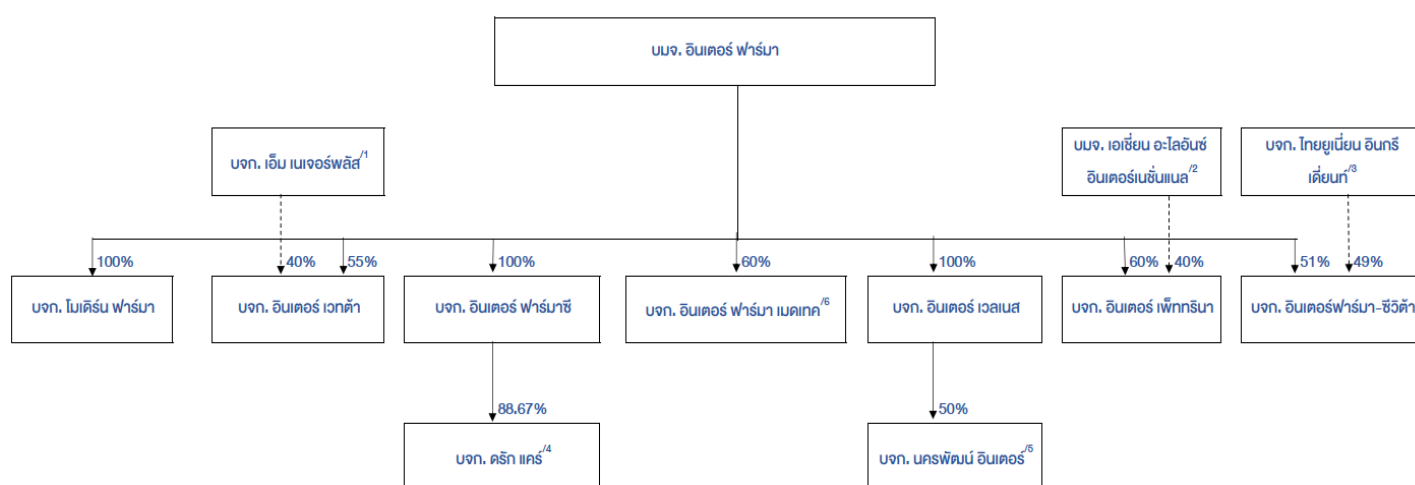 บมจ. อินเตอร์ ฟาร์มา
บจก. เอ็ม เนเจอร์พลัส/1
บมจ. เอเชี่ยน อะไลอันซ์
อินเตอร์เนชั่นแนล/2
บจก. ไทยยูเนี่ยน อินกรี
เดี่ยนท์/3
100%
40%
55%
100%
60%
100%
60%
40%
51%
49%
บจก. โมเดิร์น ฟาร์มา
บจก. อินเตอร์ เวทต้า
บจก. อินเตอร์ ฟาร์มาซี
บจก. อินเตอร์ ฟาร์มา เมดเทค/6
บจก. อินเตอร์ เวลเนส
บจก. อินเตอร์ เพ็ททรินา
บจก. อินเตอร์ฟาร์มา-ซีวิต้า
88.67%
50%
บจก. ดรัก แคร์/4
บจก. นครพัฒน์ อินเตอร์/5